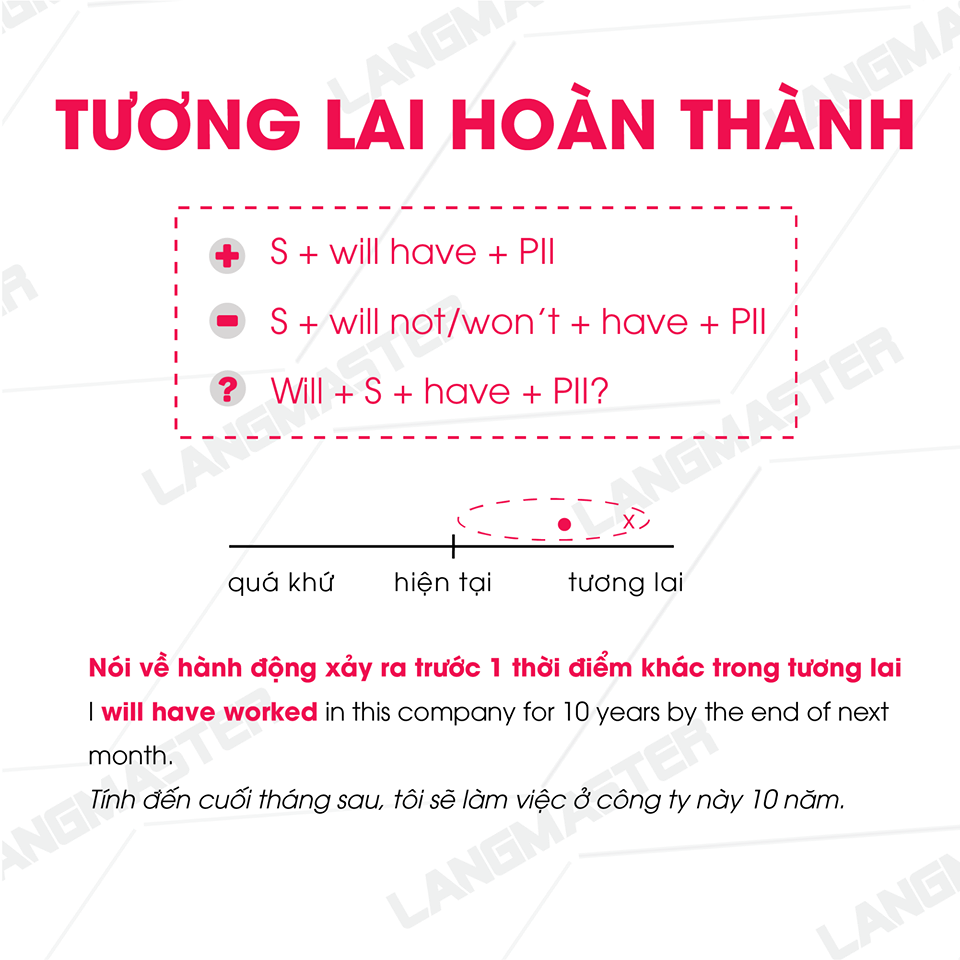 TƯƠNG LAI HOÀN THÀNH
+ S + will have + PII
- S + will not/won't + have + PII
? Will + S + have + PII?
x
quá khứ hiện tại tương lai
Nói về hành động xảy ra trước 1 thời điểm khác trong tương lai
I will have worked in this company for 10 years by the end of next
month.
Tính đến cuối tháng sau, tôi sẽ làm việc ở công ty này 10 năm.
LANGMASTER
LANGMASTER
LANGMASTER
LANGMASTER
LANGMASTER
LANGMASTER
LANGMASTER